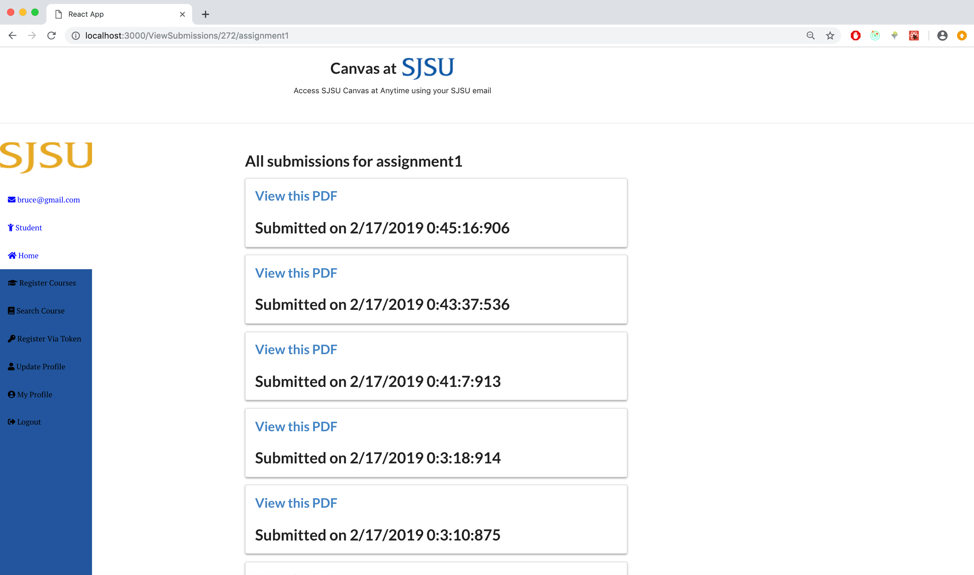 React App
localhost:3000/ViewSubmissions/272/assignment1
Canvas at SJSU
Access SJSU Canvas at Anytime using your SJSU email
SJSU
bruce@gmail.com
Student
Home
Register Courses
Search Course
Register Via Token
Update Profile
My Profile
Logout
All submissions for assignment1
View this PDF
Submitted on 2/17/2019 0:45:16:906
View this PDF
Submitted on 2/17/2019 0:43:37:536
View this PDF
Submitted on 2/17/2019 0:41:7:913
View this PDF
Submitted on 2/17/2019 0:3:18:914
View this PDF
Submitted on 2/17/2019 0:3:10:875